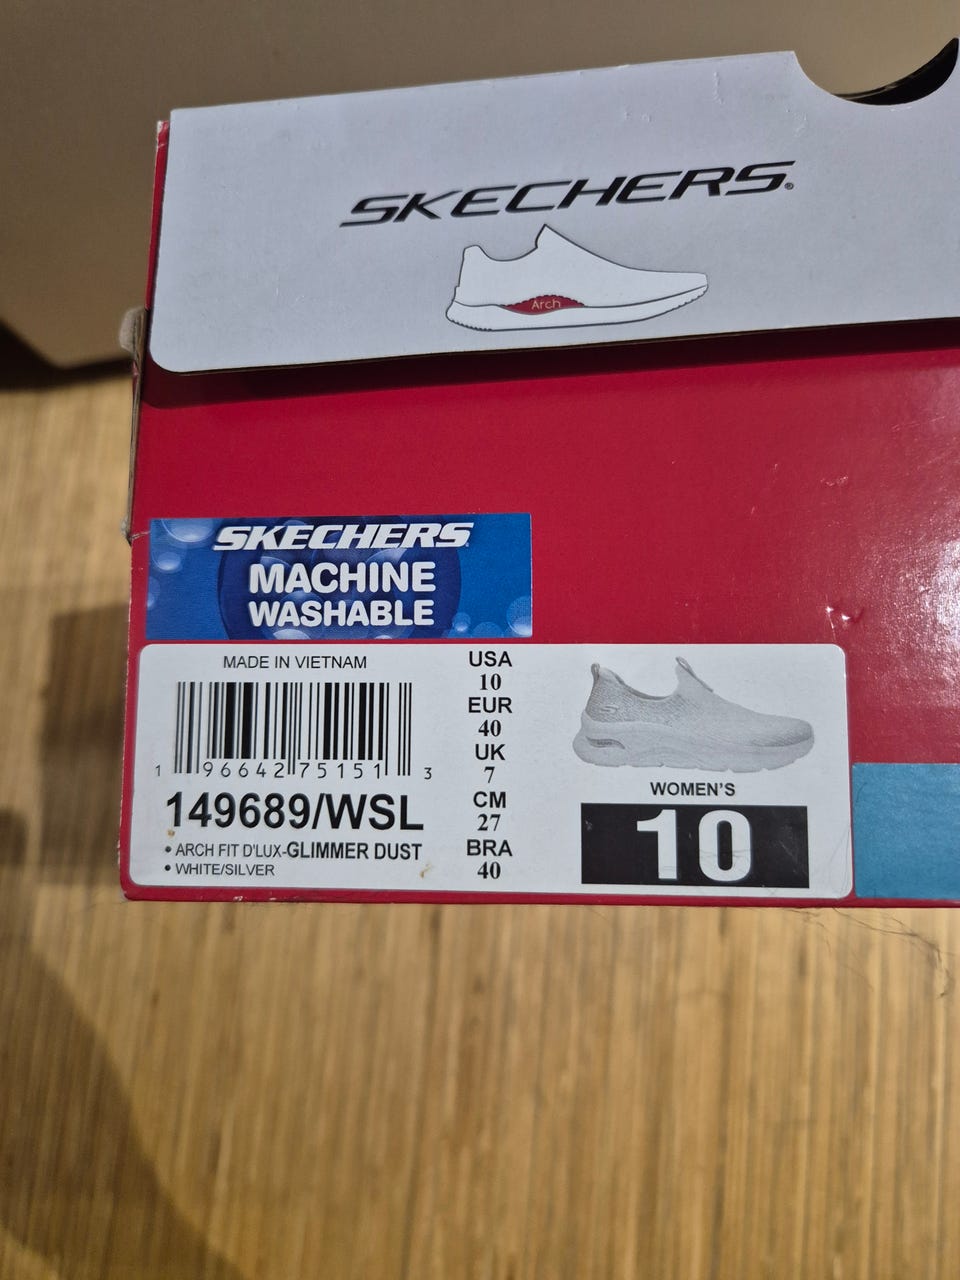 SKECHERS®
Arch
SKECHERS
MACHINE
WASHABLE
MADE IN VIETNAM
1 96642 75151 3
149689/WSL
• ARCH FIT D'LUX-GLIMMER DUST
• WHITE/SILVER
USA
10
EUR
40
UK
7
CM
27
BRA
40
WOMEN'S
10